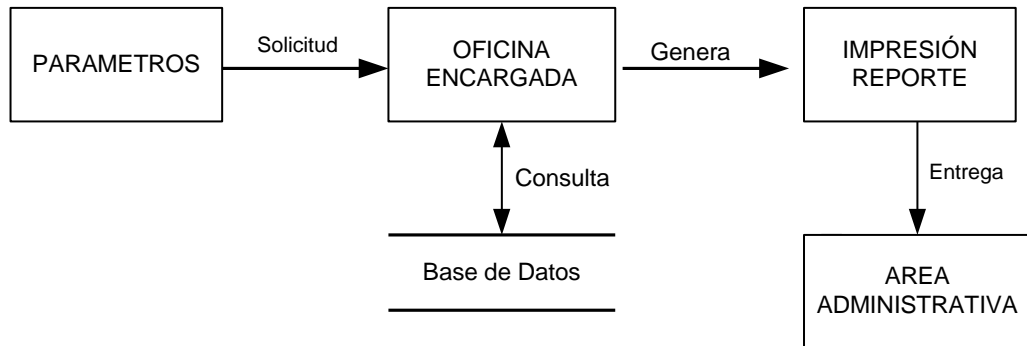 PARAMETROS
Solicitud
OFICINA
ENCARGADA
Genera
IMPRESIÓN
REPORTE
Consulta
Entrega
Base de Datos
AREA
ADMINISTRATIVA